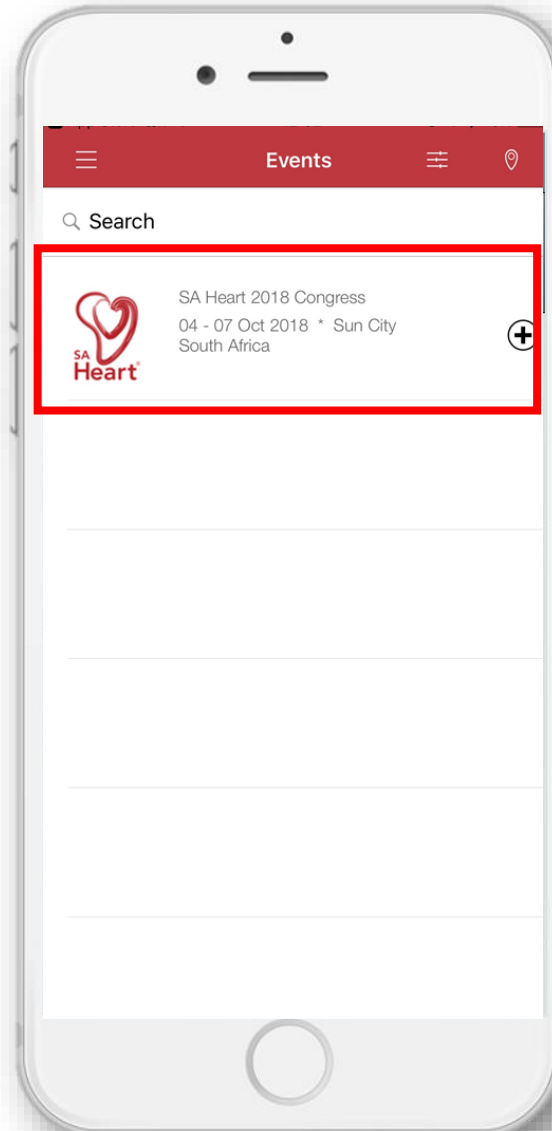 Events
Search
SA Heart 2018 Congress
04 - 07 Oct 2018 * Sun City
South Africa
SA
Heart